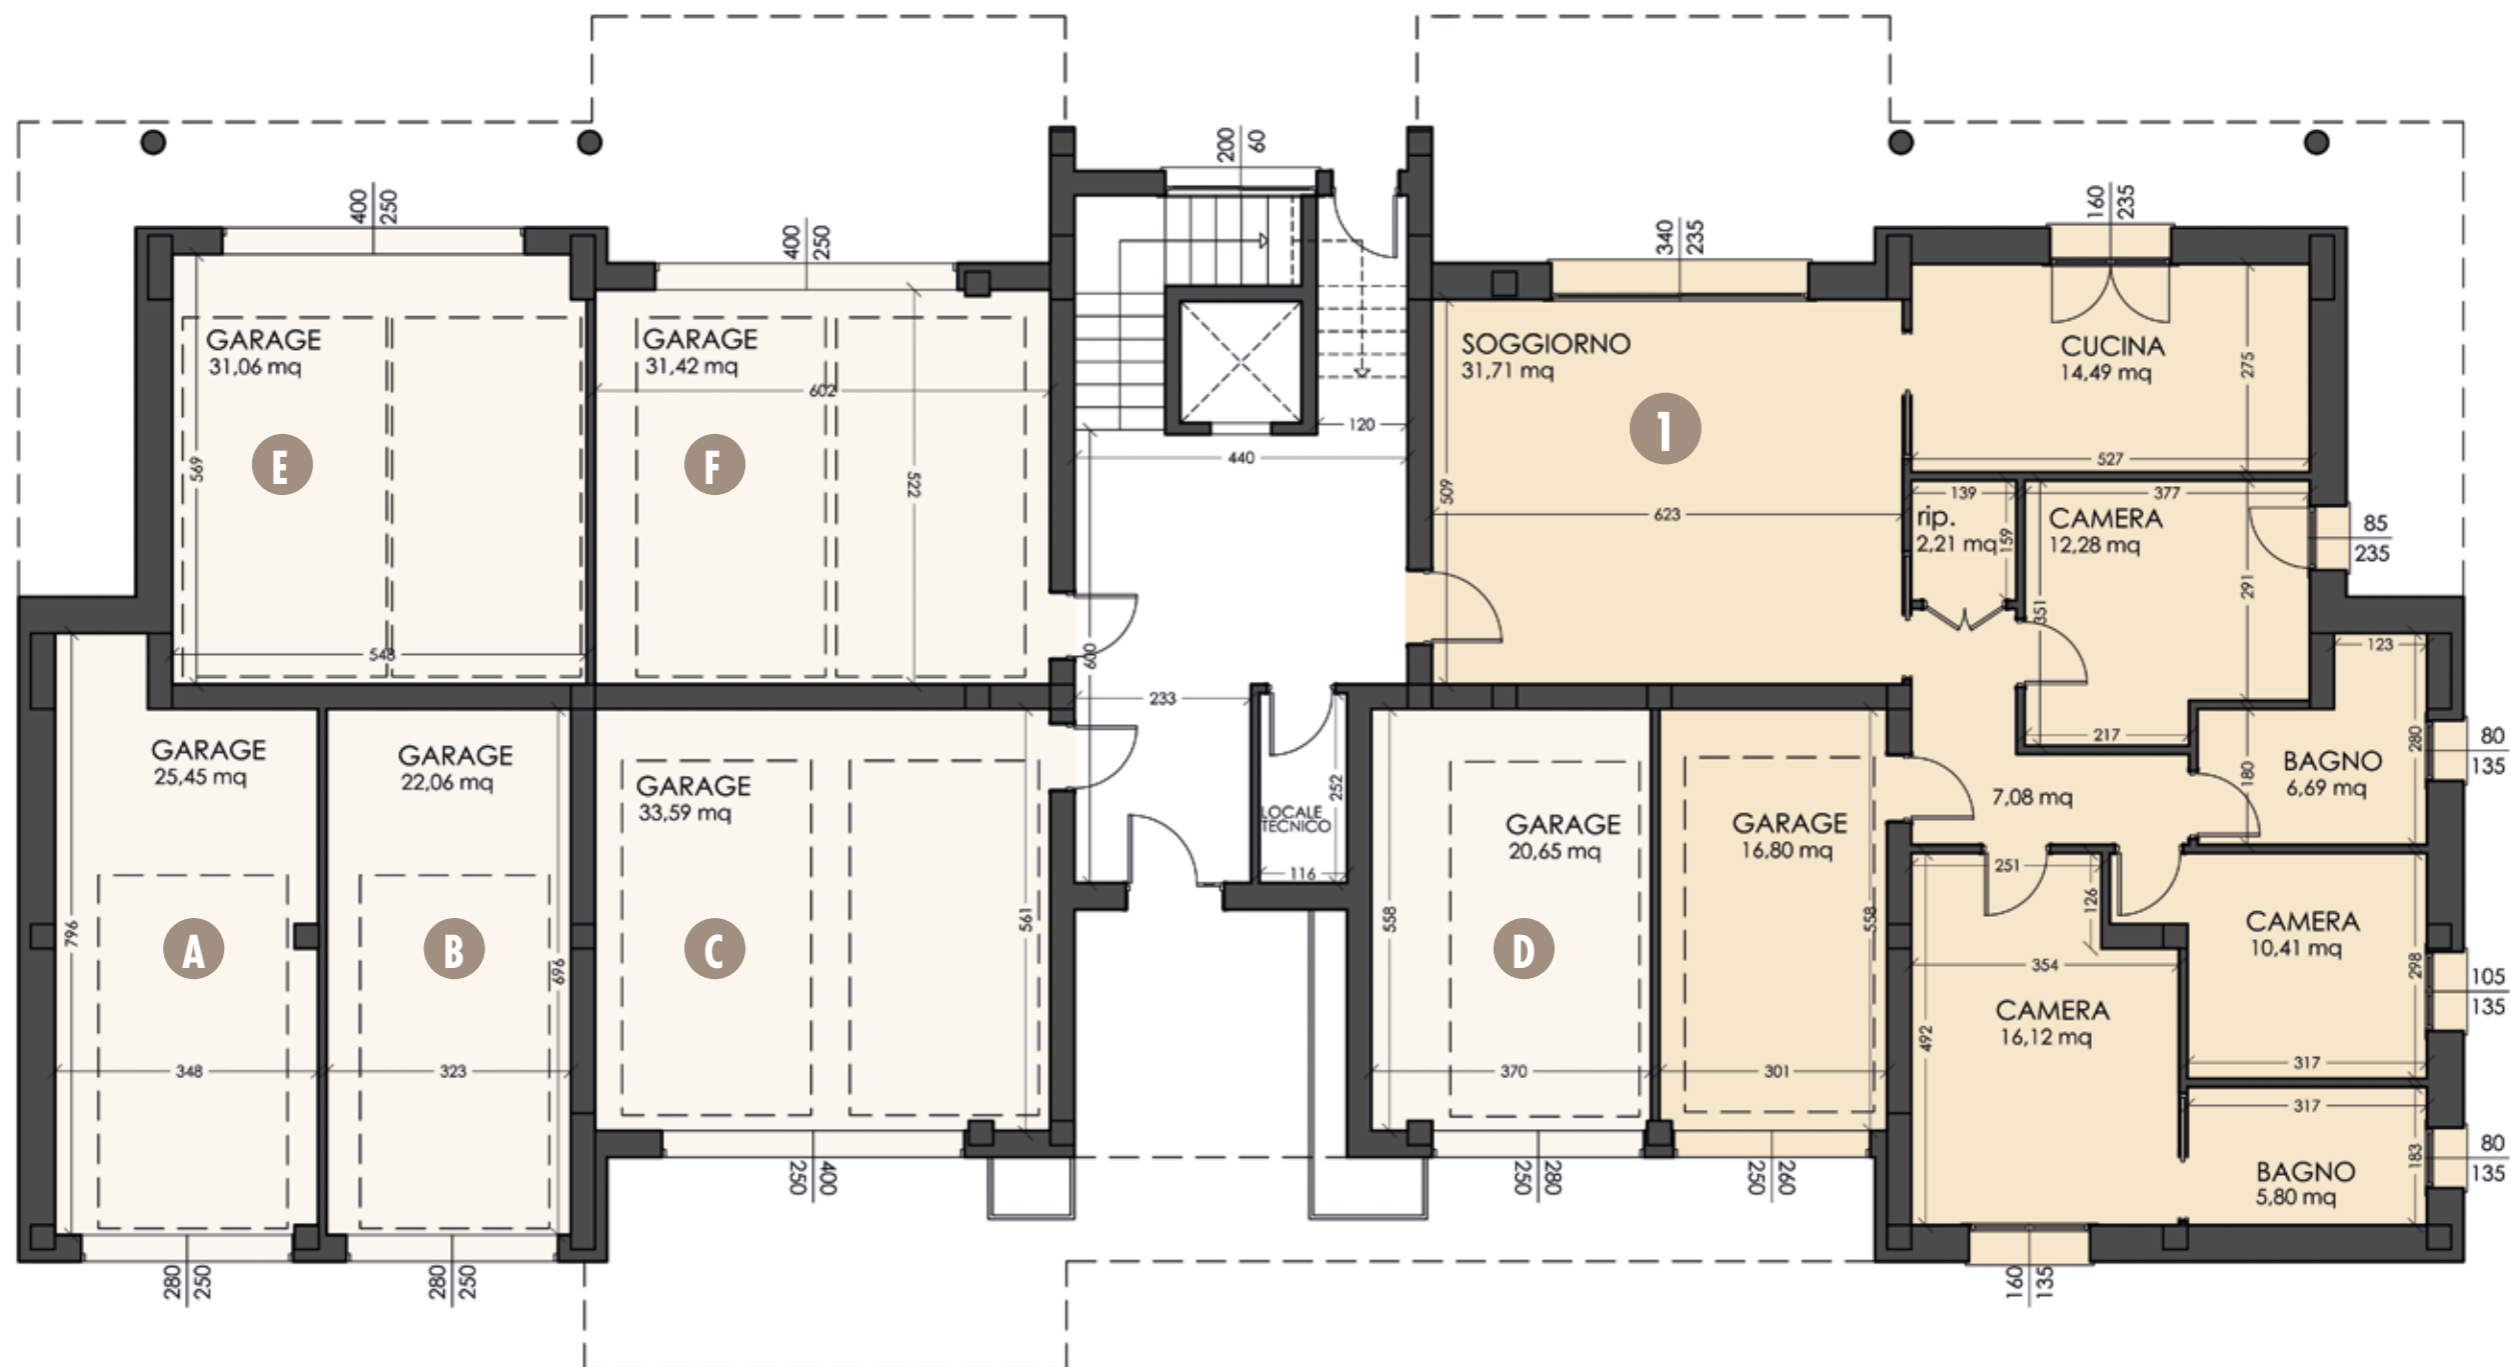 200
60
400
250
400
250
340
235
160
235
GARAGE
31,06 mq
E
569
548
GARAGE
31,42 mq
602
F
522
120
440
600
233
SOGGIORNO
31,71 mq
1
509
623
CUCINA
14,49 mq
275
527
139
rip.
2,21 mq
159
377
CAMERA
12,28 mq
351
291
217
85
235
123
BAGNO
6,69 mq
280
180
80
135
7,08 mq
GARAGE
25,45 mq
A
796
348
280
250
GARAGE
22,06 mq
B
696
323
280
250
GARAGE
33,59 mq
C
561
400
250
LOCALE
TECNICO
252
116
GARAGE
20,65 mq
D
558
370
280
250
GARAGE
16,80 mq
558
301
260
250
251
126
354
CAMERA
16,12 mq
492
160
135
CAMERA
10,41 mq
298
317
105
135
317
BAGNO
5,80 mq
183
80
135